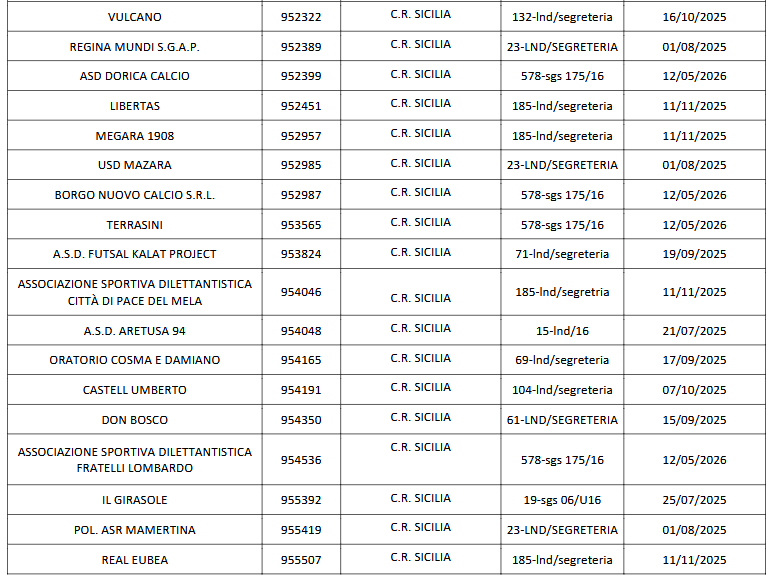 VULCANO 952322 C.R. SICILIA 132-lnd/segreteria 16/10/2025
REGINA MUNDI S.G.A.P. 952389 C.R. SICILIA 23-LND/SEGRETERIA 01/08/2025
ASD DORICA CALCIO 952399 C.R. SICILIA 578-sgs 175/16 12/05/2026
LIBERTAS 952451 C.R. SICILIA 185-lnd/segreteria 11/11/2025
MEGARA 1908 952957 C.R. SICILIA 185-lnd/segreteria 11/11/2025
USD MAZARA 952985 C.R. SICILIA 23-LND/SEGRETERIA 01/08/2025
BORGO NUOVO CALCIO S.R.L. 952987 C.R. SICILIA 578-sgs 175/16 12/05/2026
TERRASINI 953565 C.R. SICILIA 578-sgs 175/16 12/05/2026
A.S.D. FUTSAL KALAT PROJECT 953824 C.R. SICILIA 71-lnd/segreteria 19/09/2025
ASSOCIAZIONE SPORTIVA DILETTANTISTICA
CITTÀ DI PACE DEL MELA 954046 C.R. SICILIA 185-lnd/segretria 11/11/2025
A.S.D. ARETUSA 94 954048 C.R. SICILIA 15-lnd/16 21/07/2025
ORATORIO COSMA E DAMIANO 954165 C.R. SICILIA 69-lnd/segreteria 17/09/2025
CASTELL UMBERTO 954191 C.R. SICILIA 104-lnd/segreteria 07/10/2025
DON BOSCO 954350 C.R. SICILIA 61-LND/SEGRETERIA 15/09/2025
ASSOCIAZIONE SPORTIVA DILETTANTISTICA
FRATELLI LOMBARDO 954536 C.R. SICILIA 578-sgs 175/16 12/05/2026
IL GIRASOLE 955392 C.R. SICILIA 19-sgs 06/U16 25/07/2025
POL. ASR MAMERTINA 955419 C.R. SICILIA 23-LND/SEGRETERIA 01/08/2025
REAL EUBEA 955507 C.R. SICILIA 185-lnd/segreteria 11/11/2025